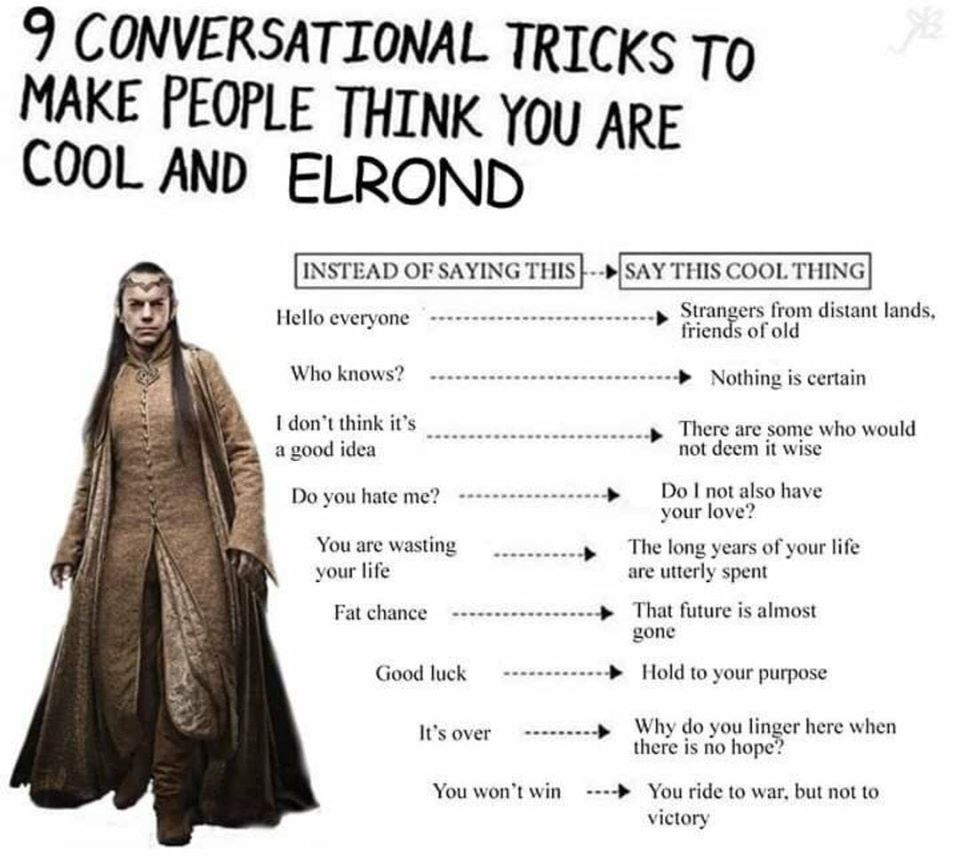 9 CONVERSATIONAL TRICKS TO
MAKE PEOPLE THINK YOU ARE
COOL AND ELROND
INSTEAD OF SAYING THIS
SAY THIS COOL THING
Hello everyone
Strangers from distant lands,
friends of old
Who knows?
Nothing is certain
I don't think it's
a good idea
There are some who would
not deem it wise
Do you hate me?
Do I not also have
your love?
You are wasting
your life
The long years of your life
are utterly spent
Fat chance
That future is almost
gone
Good luck
Hold to your purpose
It's over
Why do you linger here when
there is no hope?
You won't win
You ride to war, but not to
victory